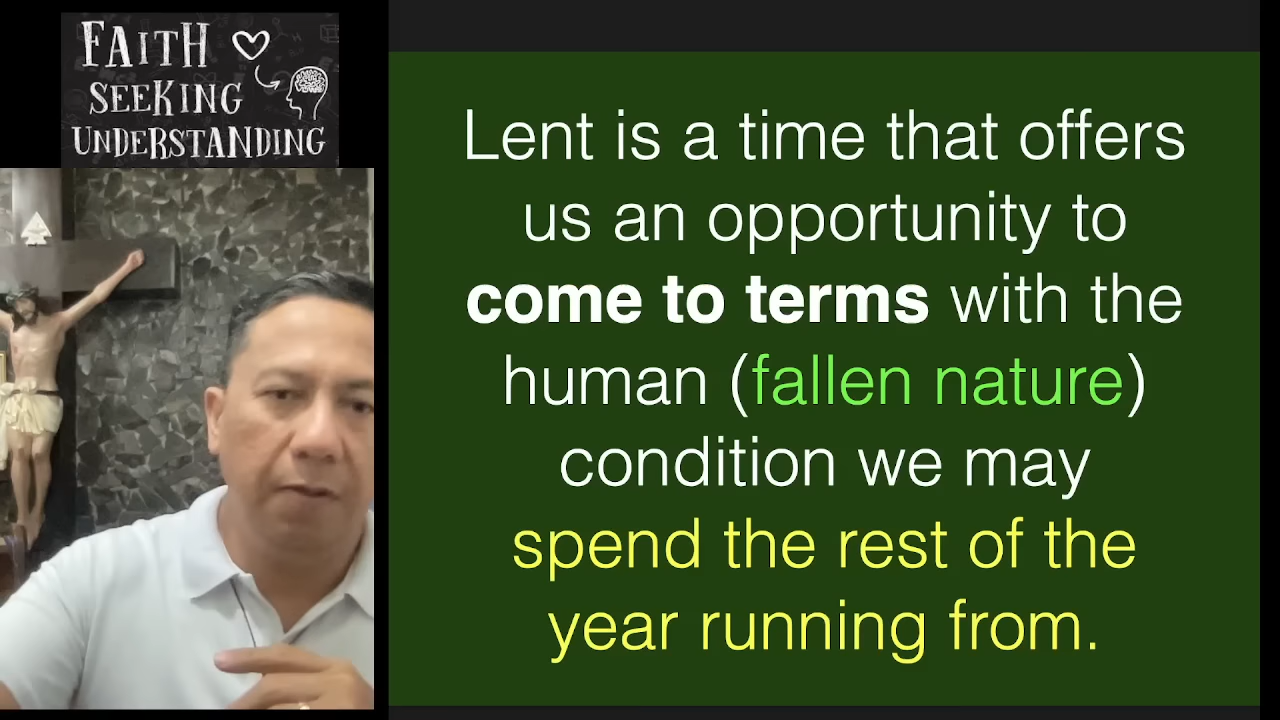 FAITH
SEEKING
UNDERSTANDING
Lent is a time that offers
us an opportunity to
come to terms with the
human (fallen nature)
condition we may
spend the rest of the
year running from.